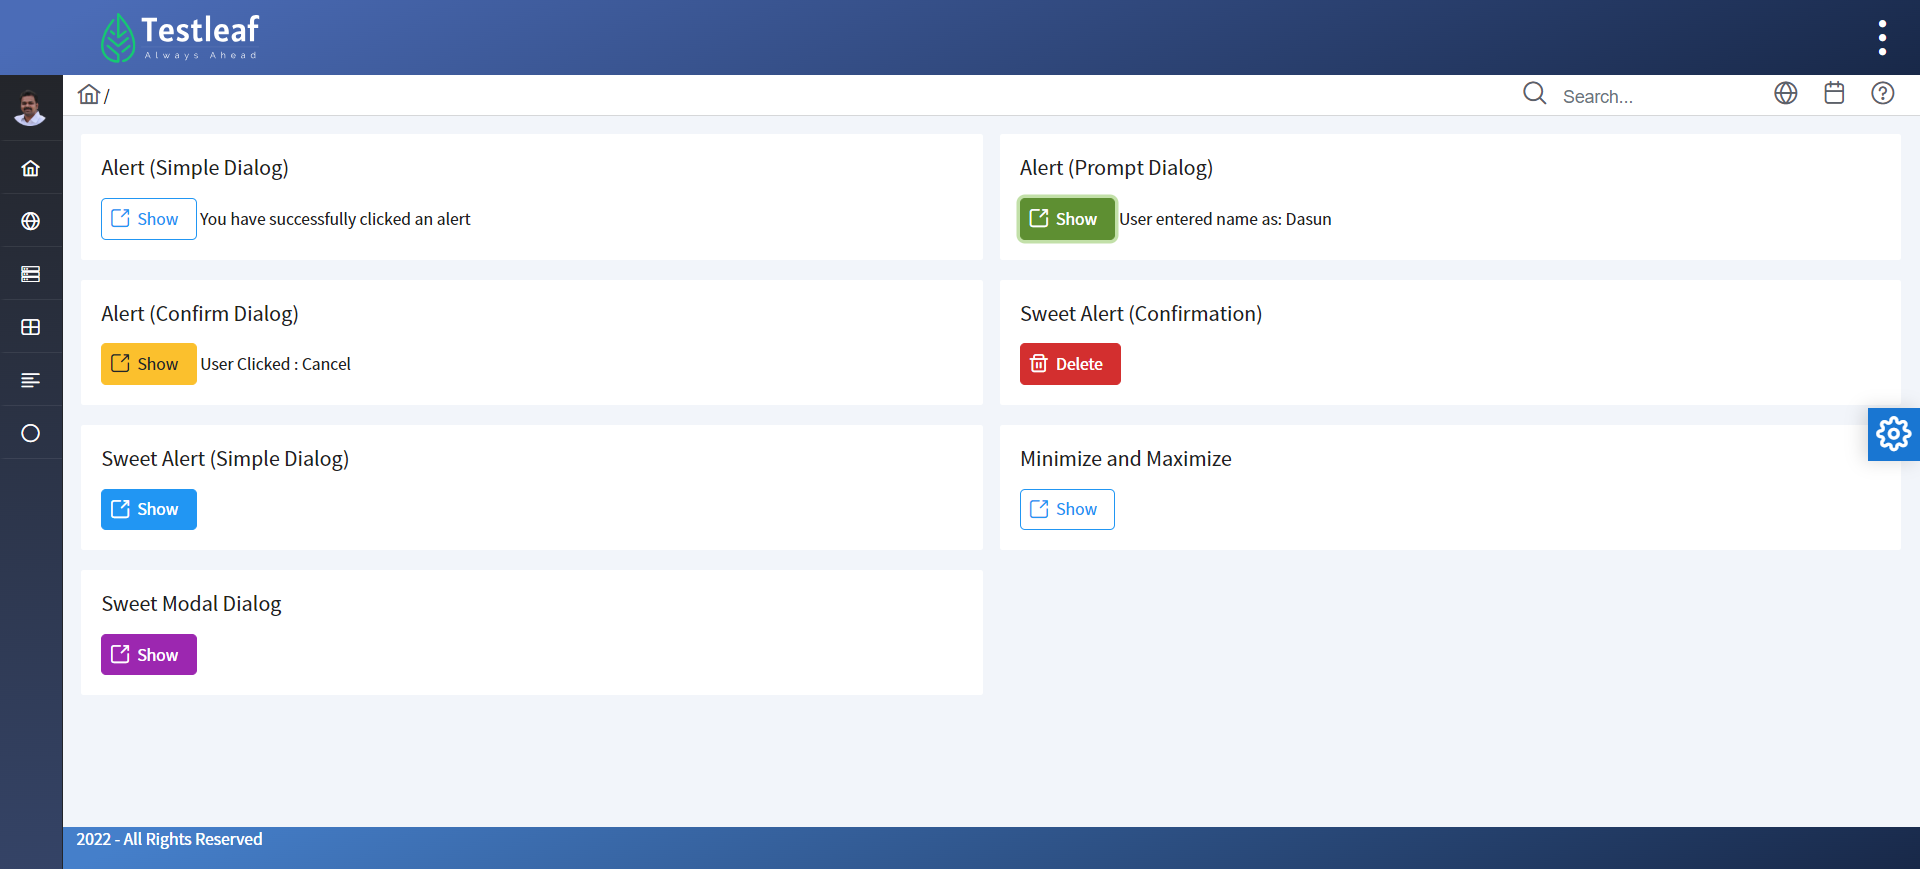 Testleaf
Always Ahead
/
Search...
Alert (Simple Dialog)
Show You have successfully clicked an alert
Alert (Prompt Dialog)
Show User entered name as: Dasun
Alert (Confirm Dialog)
Show User Clicked : Cancel
Sweet Alert (Confirmation)
Delete
Sweet Alert (Simple Dialog)
Show
Minimize and Maximize
Show
Sweet Modal Dialog
Show
2022 - All Rights Reserved